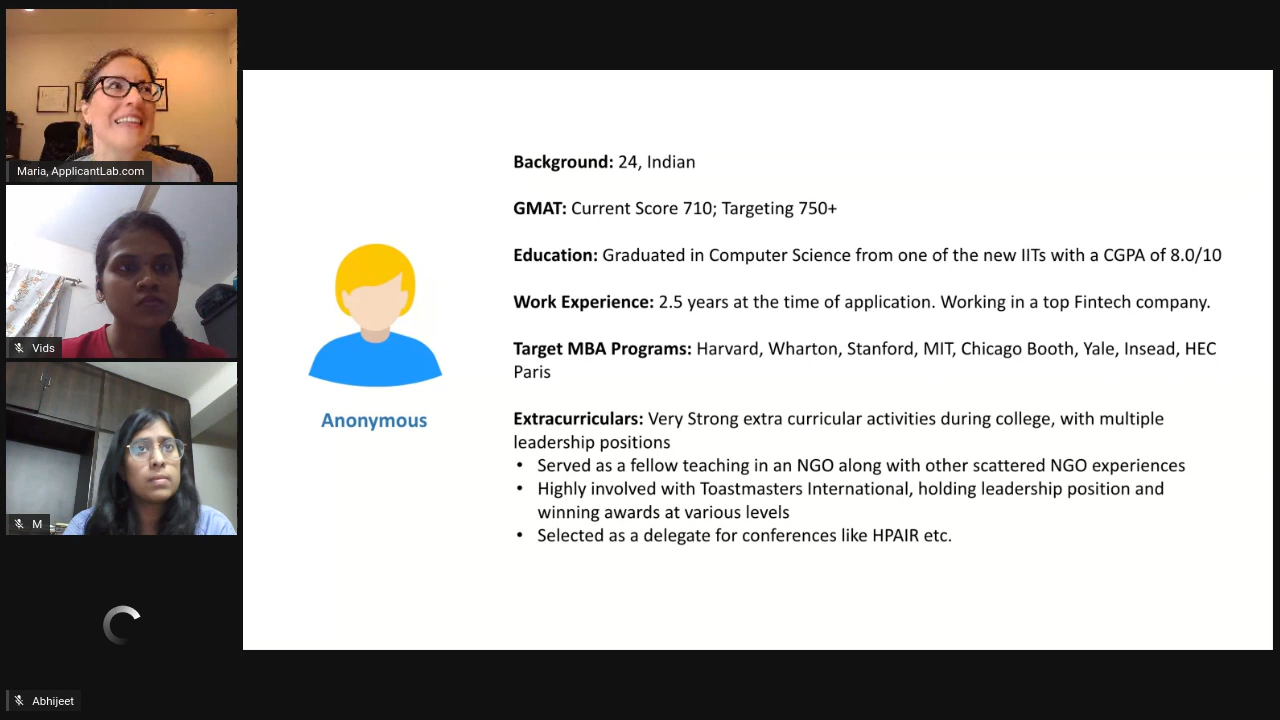 Maria, ApplicantLab.com
Vids
M
Abhijeet
Anonymous
Background: 24, Indian
GMAT: Current Score 710; Targeting 750+
Education: Graduated in Computer Science from one of the new IITs with a CGPA of 8.0/10
Work Experience: 2.5 years at the time of application. Working in a top Fintech company.
Target MBA Programs: Harvard, Wharton, Stanford, MIT, Chicago Booth, Yale, Insead, HEC
Paris
Extracurriculars: Very Strong extra curricular activities during college, with multiple
leadership positions
• Served as a fellow teaching in an NGO along with other scattered NGO experiences
• Highly involved with Toastmasters International, holding leadership position and
winning awards at various levels
• Selected as a delegate for conferences like HPAIR etc.